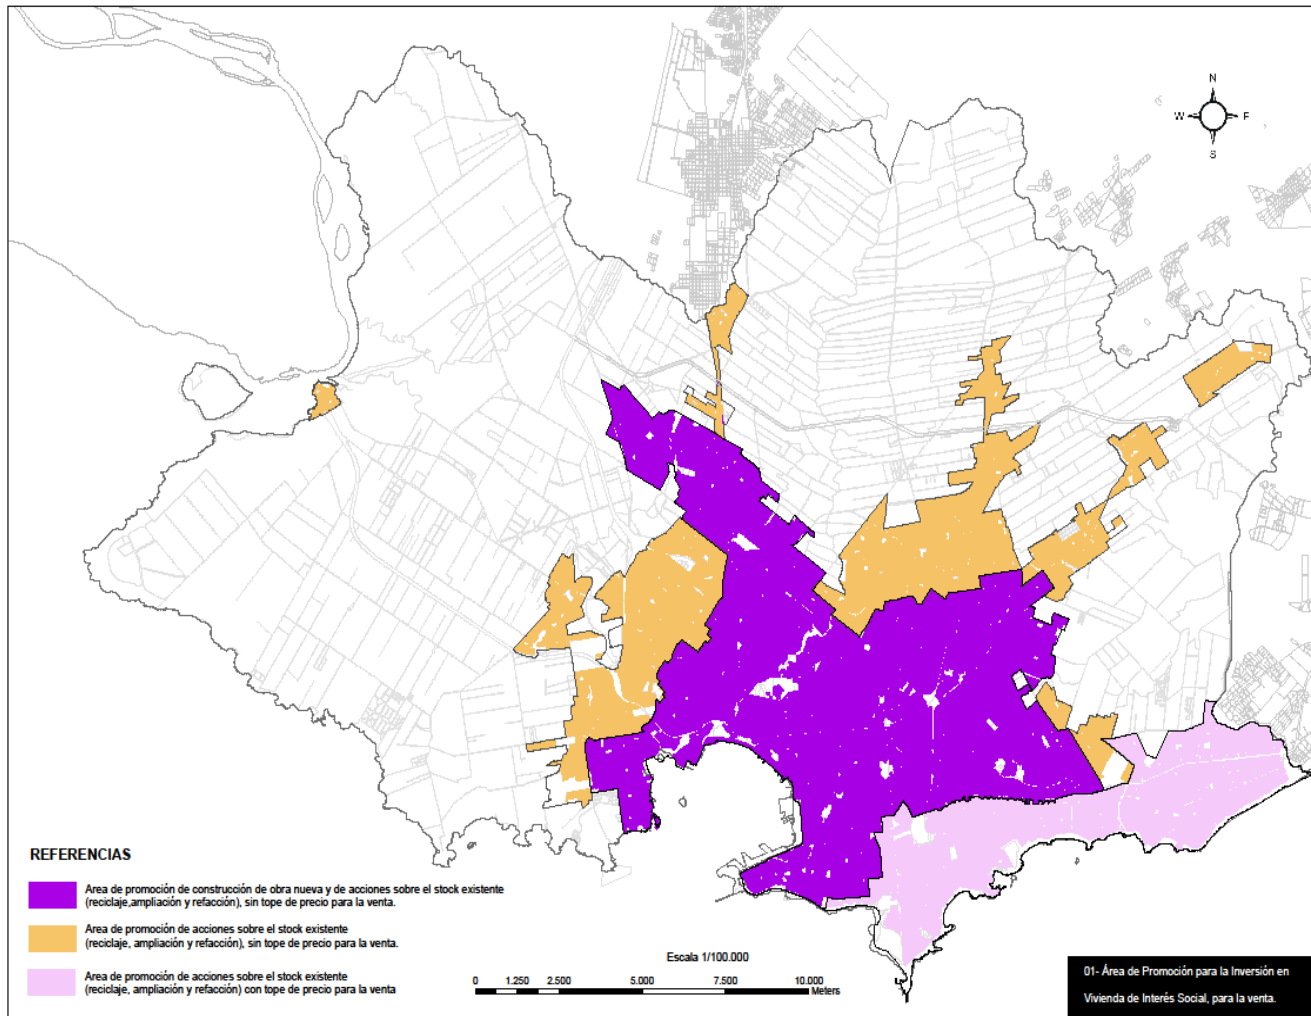 N
W E
S
REFERENCIAS
Area de promoción de construcción de obra nueva y de acciones sobre el stock existente
(reciclaje,ampliación y refacción), sin tope de precio para la venta.
Area de promoción de acciones sobre el stock existente
(reciclaje, ampliación y refacción), sin tope de precio para la venta.
Area de promoción de acciones sobre el stock existente
(reciclaje, ampliación y refacción) con tope de precio para la venta
Escala 1/100.000
0 1.250 2.500 5.000 7.500 10.000
Meters
01- Área de Promoción para la Inversión en
Vivienda de Interés Social, para la venta.